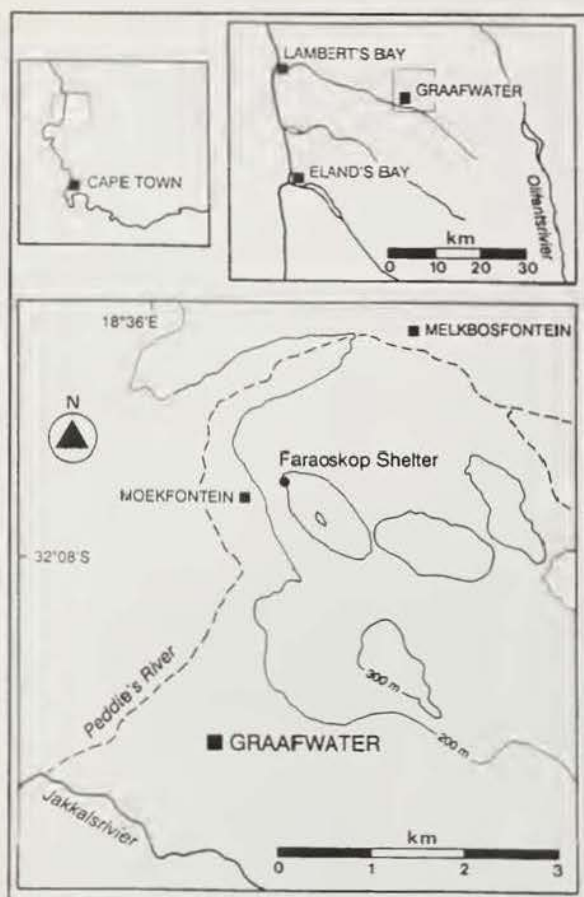 CAPE TOWN
LAMBERT'S BAY
GRAAFWATER
ELAND'S BAY
Olifantsrivier
km
0 10 20 30
18°36'E
MELKBOSFONTEIN
N
Faraoskop Shelter
MOEKFONTEIN
32°08'S
Peddie's River
300 m
200 m
GRAAFWATER
Jakkalsrivier
km
0 1 2 3